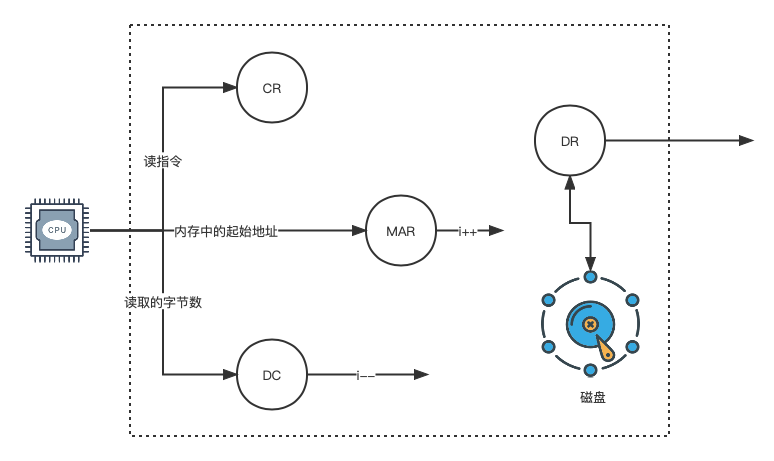 CR
DR
读指令
CPU
内存中的起始地址
MAR
i++
读取的字节数
DC
i--
磁盘